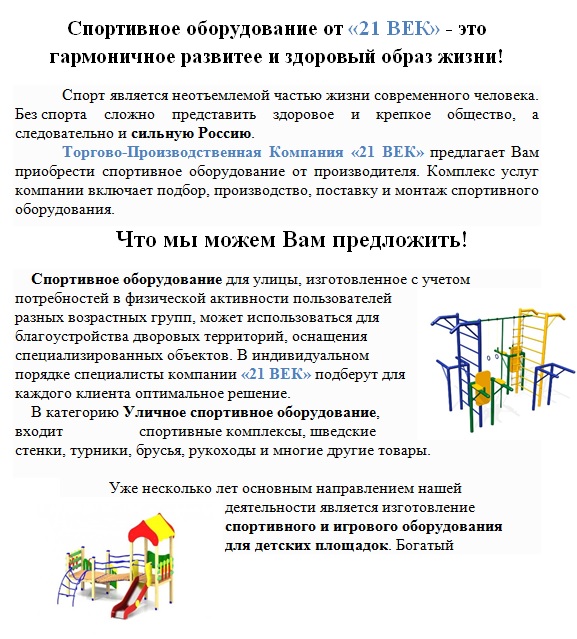 Спортивное оборудование от «21 ВЕК» - это
гармоничное развитее и здоровый образ жизни!
Спорт является неотъемлемой частью жизни современного человека.
Без спорта сложно представить здоровое и крепкое общество, а
следовательно и сильную Россию.
Торгово-Производственная Компания «21 ВЕК» предлагает Вам
приобрести спортивное оборудование от производителя. Комплекс услуг
компании включает подбор, производство, поставку и монтаж спортивного
оборудования.
Что мы можем Вам предложить!
Спортивное оборудование для улицы, изготовленное с учетом
потребностей в физической активности пользователей
разных возрастных групп, может использоваться для
благоустройства дворовых территорий, оснащения
специализированных объектов. В индивидуальном
порядке специалисты компании «21 ВЕК» подберут для
каждого клиента оптимальное решение.
В категорию Уличное спортивное оборудование,
входит спортивные комплексы, шведские
стенки, турники, брусья, рукоходы и многие другие товары.
Уже несколько лет основным направлением нашей
деятельности является изготовление
спортивного и игрового оборудования
для детских площадок. Богатый